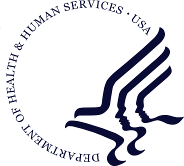 DEPARTMENT OF HEALTH & HUMAN SERVICES · USA